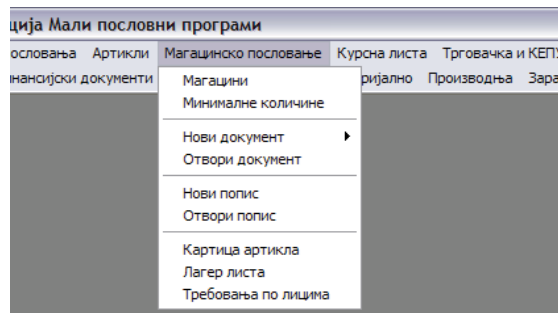 ција Мали пословни програми
ословања Артикли Магацинско пословање Курсна листа Трговачка и КЕПУ
нансијски документи ријално Производња Зара
Магацини
Минималне количине
Нови документ
Отвори документ
Нови попис
Отвори попис
Картица артикла
Лагер листа
Требовања по лицима